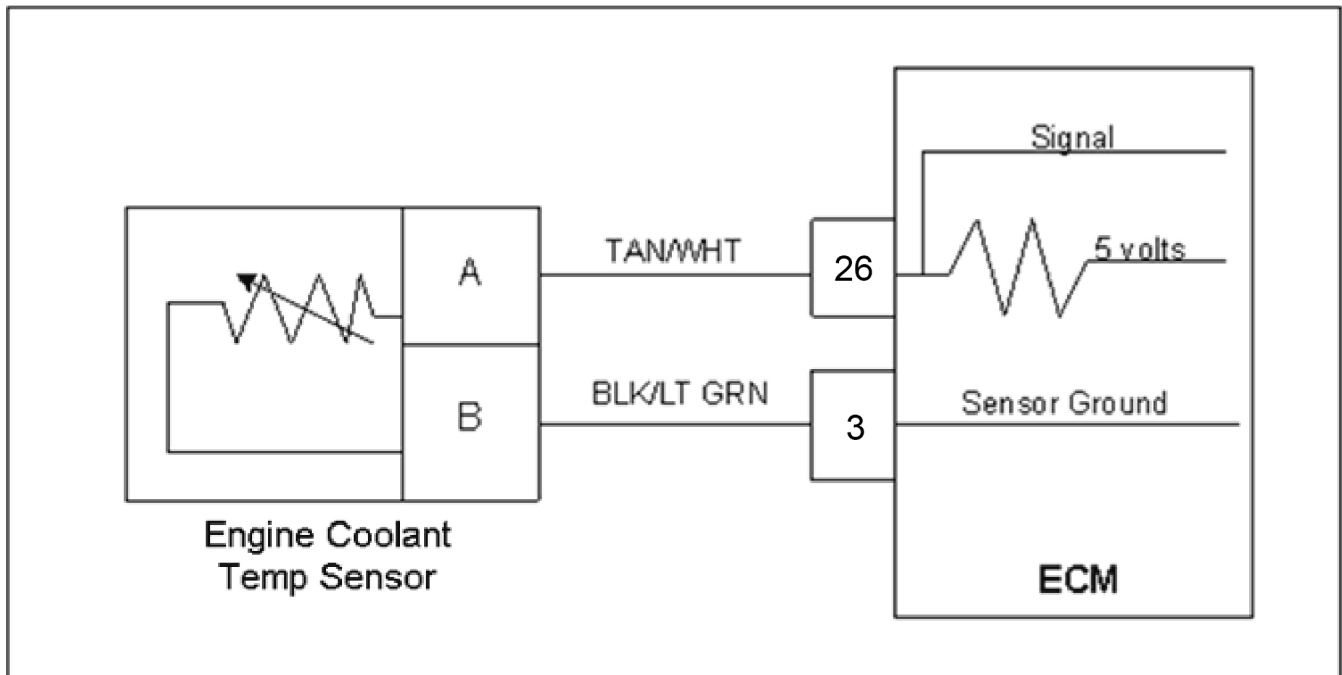 Signal
TAN/WHT
5 volts
A
26
BLK/LT GRN
Sensor Ground
B
3
Engine Coolant
Temp Sensor
ECM